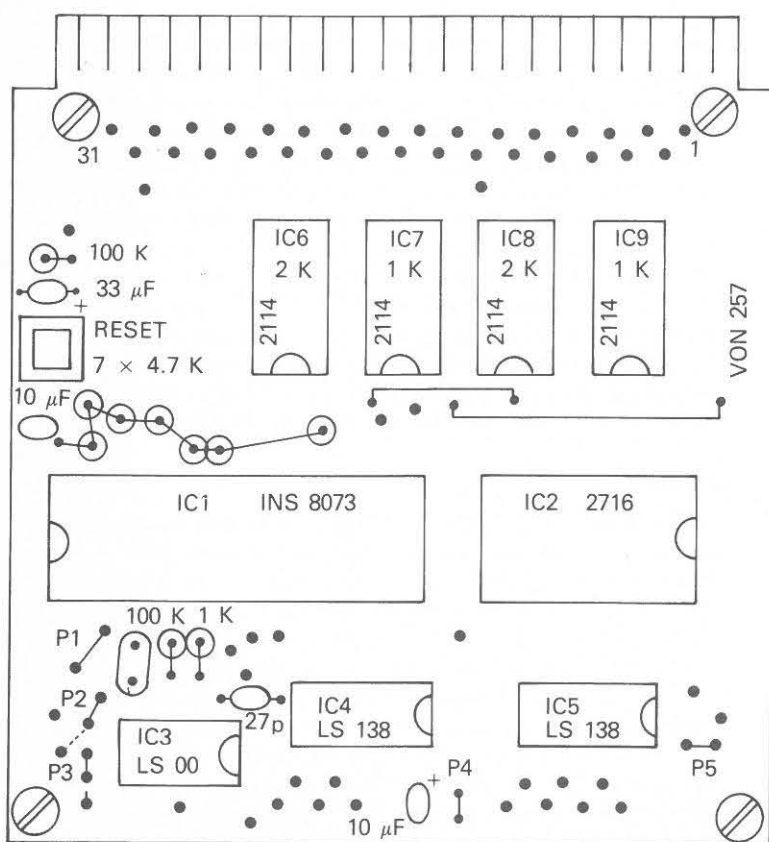 31
1
IC6
2 K
2114
IC7
1 K
2114
IC8
2 K
2114
IC9
1 K
2114
VON 257
100 K
33 µF
+
RESET
7 × 4.7 K
10 µF
IC1 INS 8073
IC2 2716
100 K 1 K
P1
P2
P3
27p
IC3
LS 00
IC4
LS 138
IC5
LS 138
+
P4
10 µF
P5